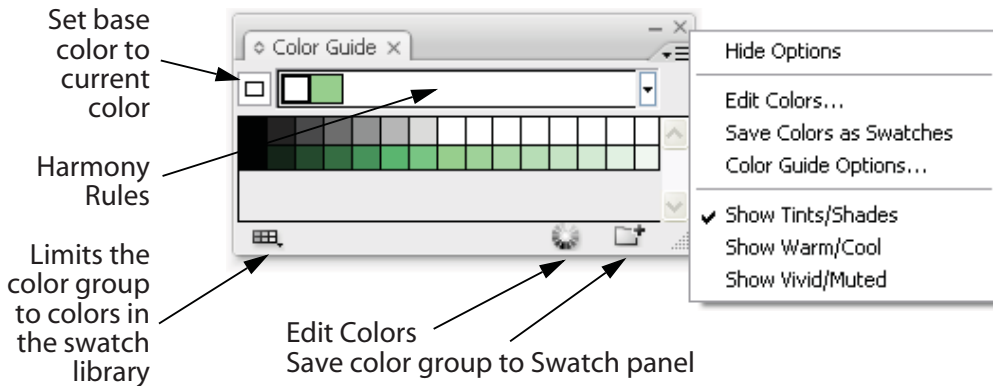 Set base
color to
current
color
Harmony
Rules
Limits the
color group
to colors in
the swatch
library
Color Guide
Edit Colors
Save color group to Swatch panel
Hide Options
Edit Colors...
Save Colors as Swatches
Color Guide Options...
Show Tints/Shades
Show Warm/Cool
Show Vivid/Muted